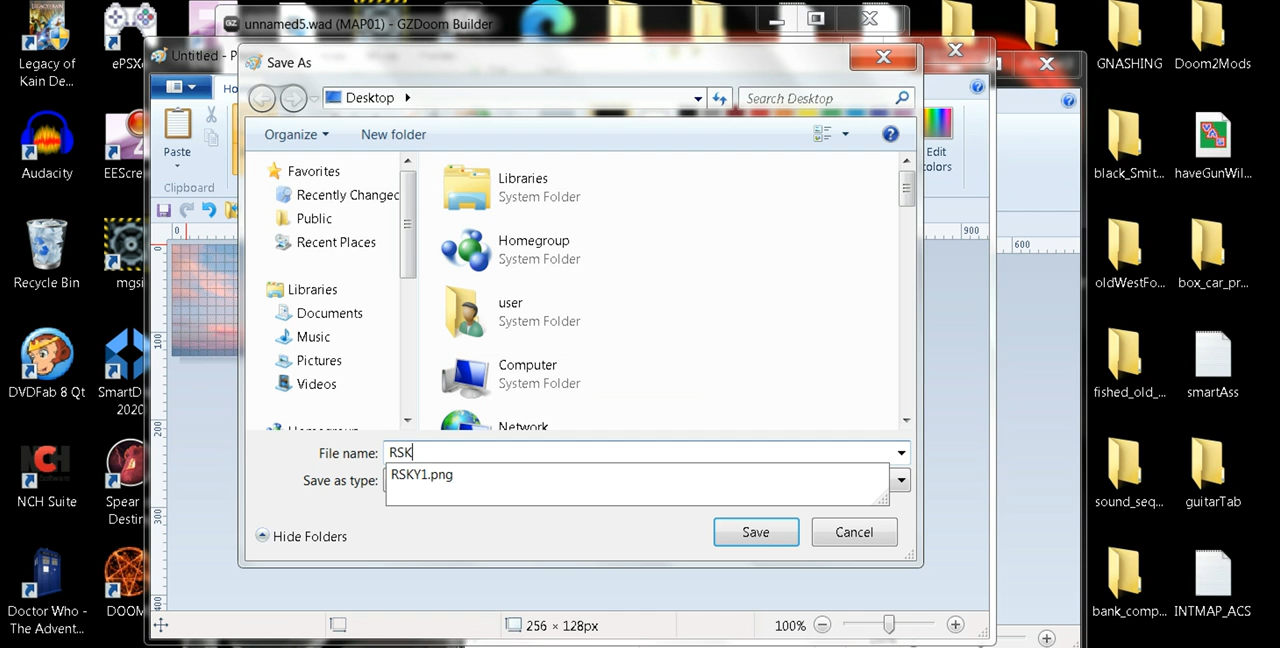 unnamed5.wad (MAP01) - GZDoom Builder
Untitled - P
Save As
Desktop
Search Desktop
Organize
New folder
Favorites
Recently Changed
Public
Recent Places
Libraries
Documents
Music
Pictures
Videos
Homegroup
Libraries
System Folder
Homegroup
System Folder
user
System Folder
Computer
System Folder
Network
File name:
RSK
RSKY1.png
Save as type:
Hide Folders
Save
Cancel
Ho
Paste
Clipboard
Edit
colors
0
900
600
0
100
200
300
400
256 × 128px
100%
Legacy of
Kain De...
ePSX
Audacity
EEScre
Recycle Bin
mgsi
DVDFab 8 Qt
SmartD
2020
NCH Suite
Spear
Destin
Doctor Who -
The Advent...
DOOM
GNASHING
Doom2Mods
black_Smit...
haveGunWil...
oldWestFo...
box_car_pr...
fished_old_...
smartAss
sound_seq...
guitarTab
bank_comp...
INTMAP_ACS